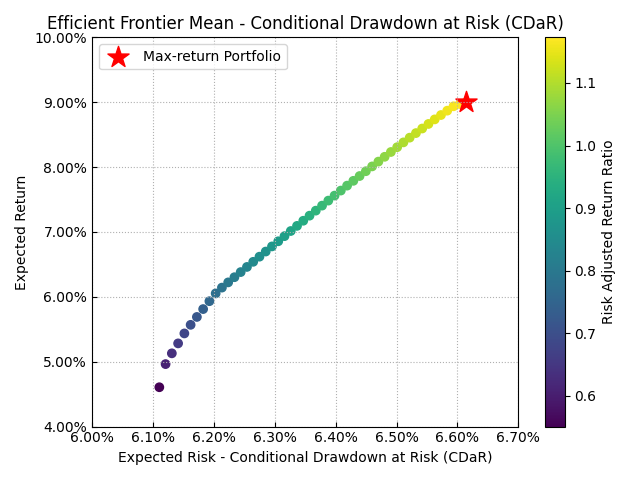 Efficient Frontier Mean - Conditional Drawdown at Risk (CDaR)
Max-return Portfolio
Expected Return
10.00%
9.00%
8.00%
7.00%
6.00%
5.00%
4.00%
6.00% 6.10% 6.20% 6.30% 6.40% 6.50% 6.60% 6.70%
Expected Risk - Conditional Drawdown at Risk (CDaR)
1.1
1.0
0.9
0.8
0.7
0.6
Risk Adjusted Return Ratio